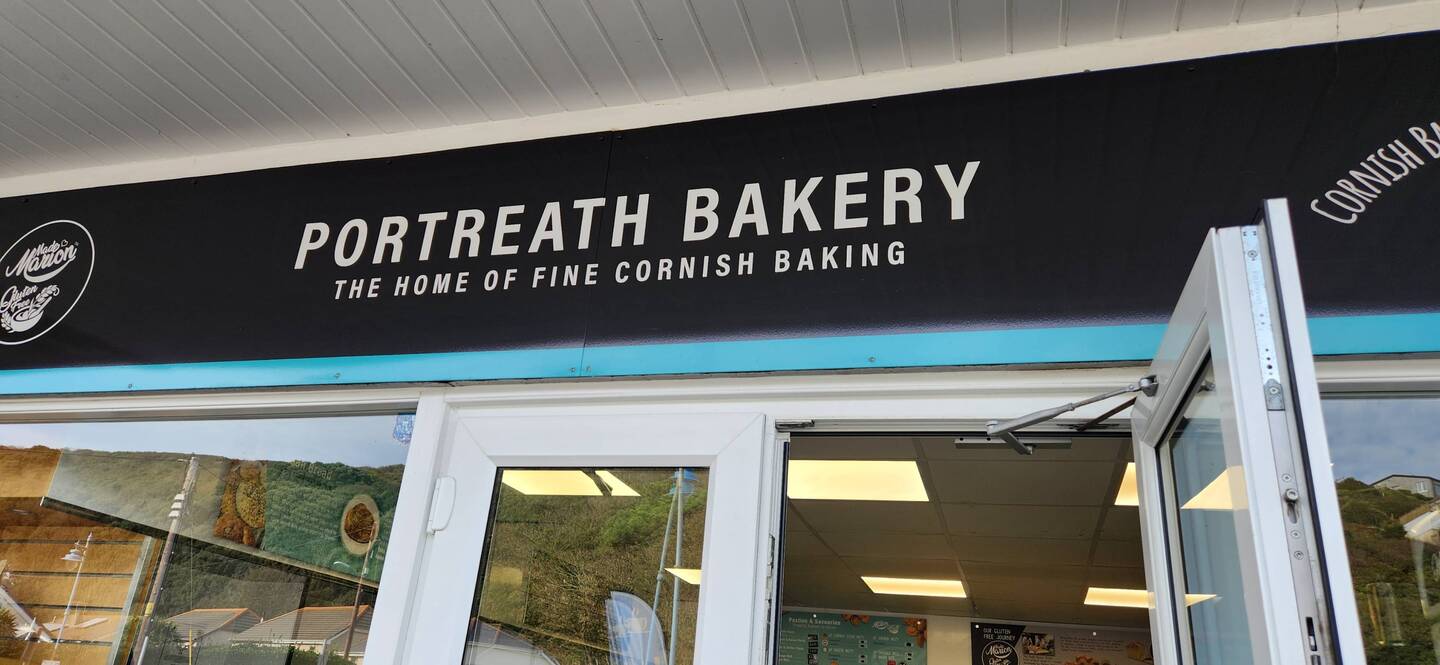 PORTREATH BAKERY
THE HOME OF FINE CORNISH BAKING
Made
Marion
Gluten
Free
CORNISH BA
Pasties & Savouries
OUR GLUTEN
FREE JOURNEY
Marion